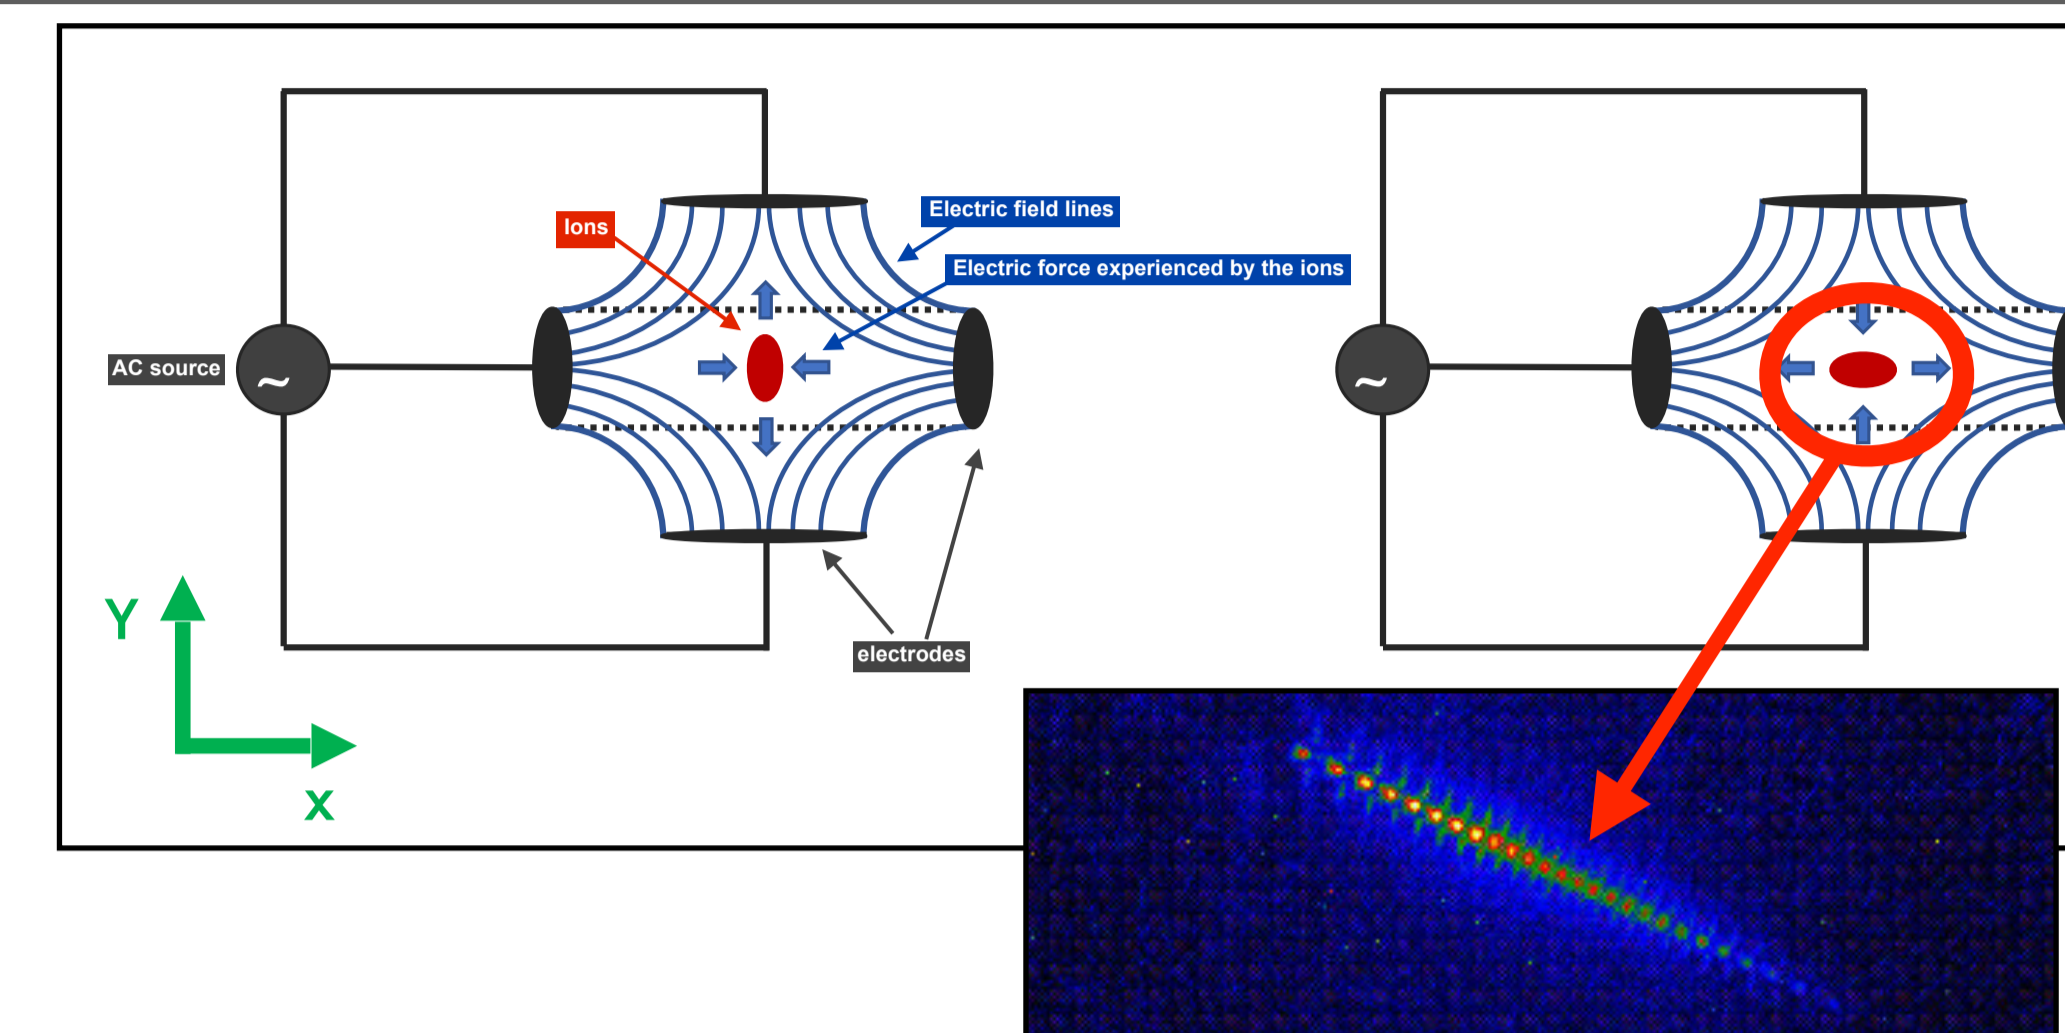 Electric field lines
Ions
Electric force experienced by the ions
AC source
~
~
Y
electrodes
x